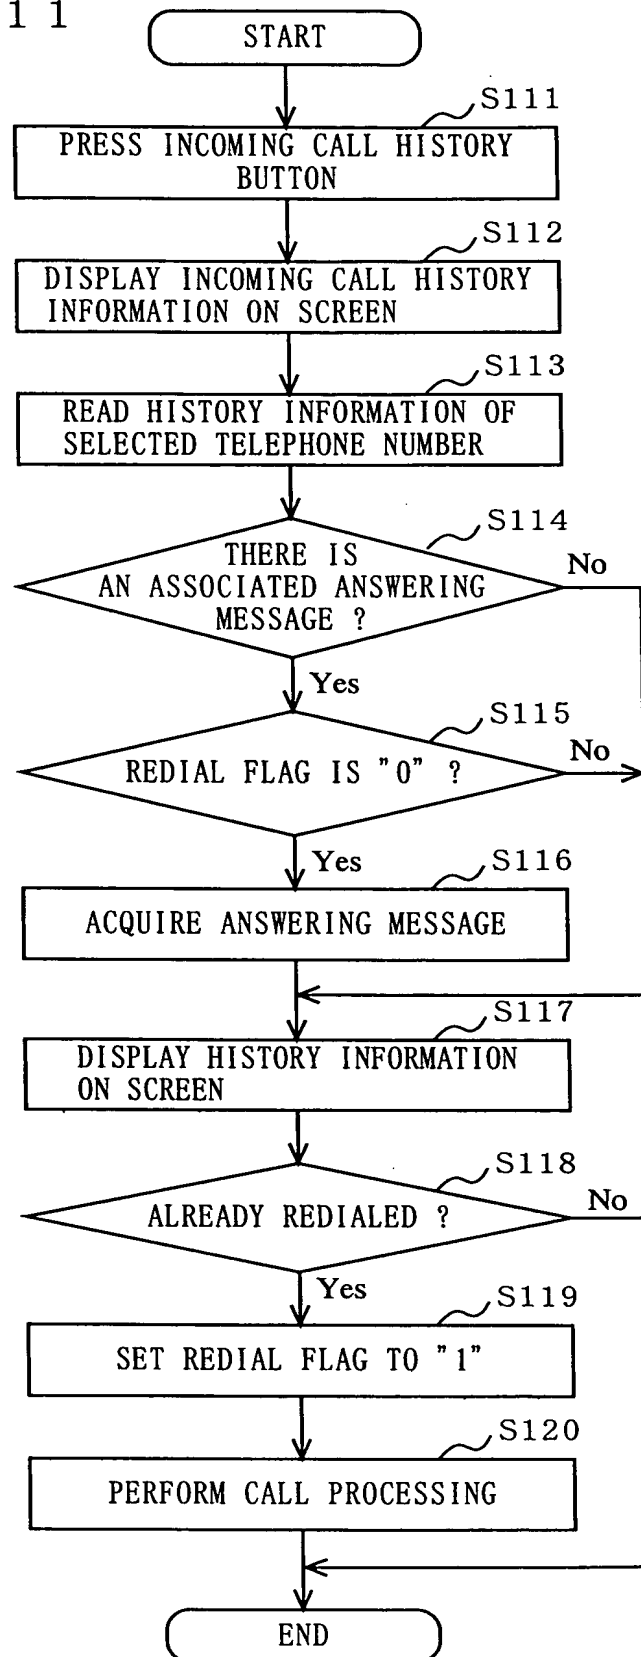 11
START
S111
PRESS INCOMING CALL HISTORY
BUTTON
S112
DISPLAY INCOMING CALL HISTORY
INFORMATION ON SCREEN
S113
READ HISTORY INFORMATION OF
SELECTED TELEPHONE NUMBER
S114
THERE IS
AN ASSOCIATED ANSWERING
MESSAGE ?
No
Yes
S115
REDIAL FLAG IS "0" ?
No
Yes
S116
ACQUIRE ANSWERING MESSAGE
S117
DISPLAY HISTORY INFORMATION
ON SCREEN
S118
ALREADY REDIALED ?
No
Yes
S119
SET REDIAL FLAG TO "1"
S120
PERFORM CALL PROCESSING
END